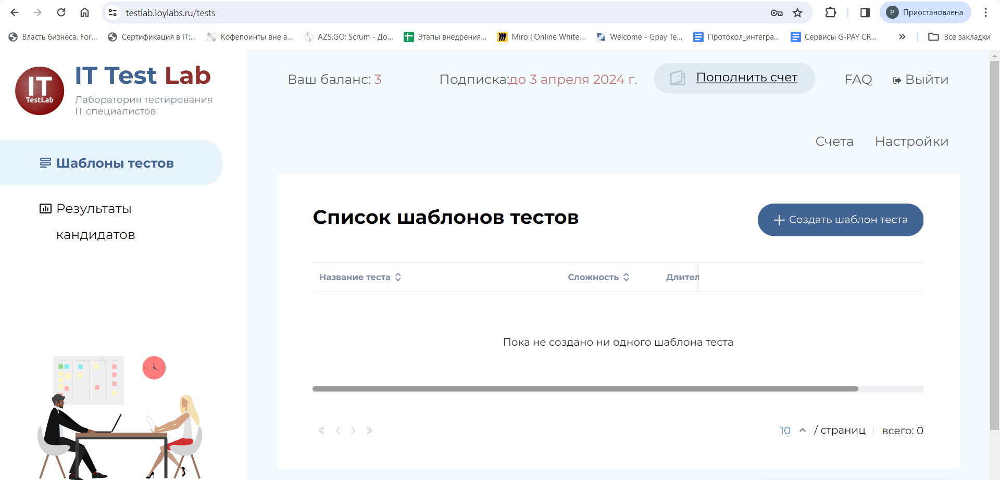 testlab.loylabs.ru/tests
P Приостановлена
Власть бизнеса. For...
Сертификация в IT:...
Кофепоинты вне а...
AZS.GO: Scrum - До...
Этапы внедрения...
Miro | Online White...
Welcome - Gpay Te...
Протокол_интегра...
Сервисы G-PAY CR...
Все закладки
IT
TestLab
IT Test Lab
Лаборатория тестирования
IT специалистов
Ваш баланс: 3
Подписка:до 3 апреля 2024 г.
Пополнить счет
FAQ
Выйти
Счета
Настройки
Шаблоны тестов
Результаты
кандидатов
Список шаблонов тестов
Создать шаблон теста
Название теста
Сложность
Длител
Пока не создано ни одного шаблона теста
10 / страниц
всего: 0